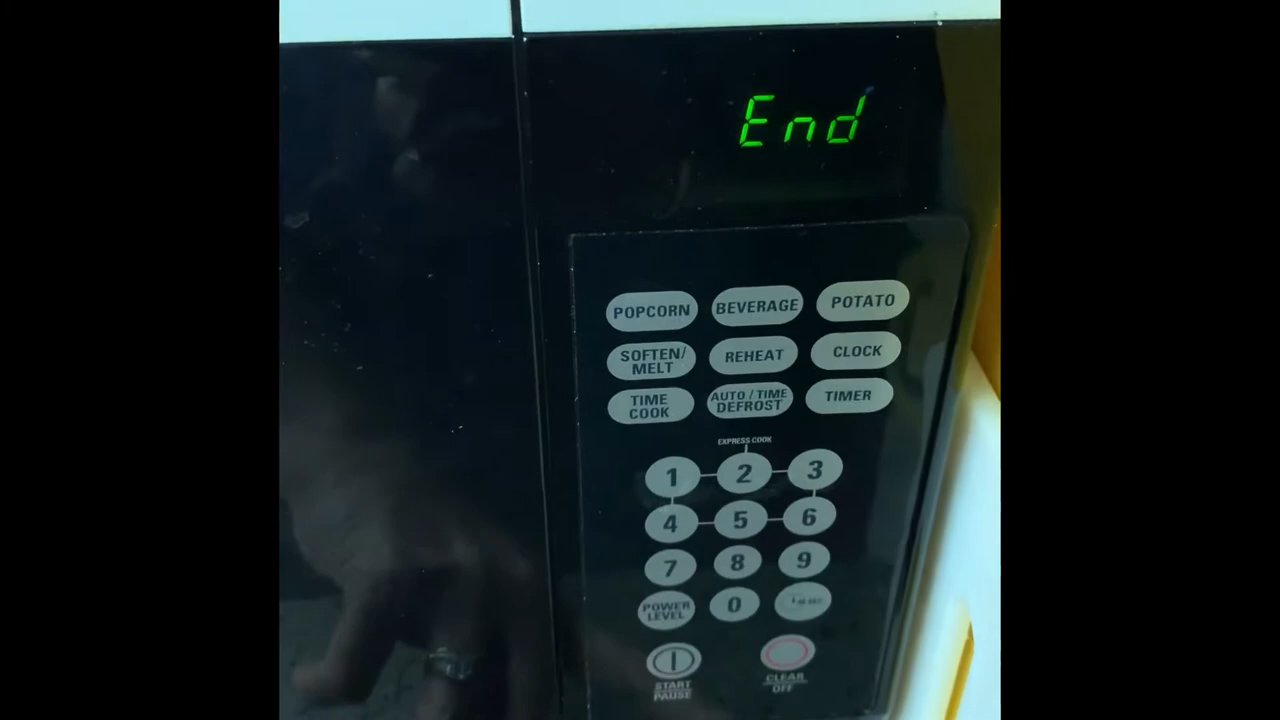 End
POPCORN BEVERAGE POTATO
SOFTEN/
MELT
REHEAT CLOCK
TIME
COOK
AUTO / TIME
DEFROST
TIMER
EXPRESS COOK
1 2 3
4 5 6
7 8 9
POWER
LEVEL
0
START
PAUSE
CLEAR
OFF